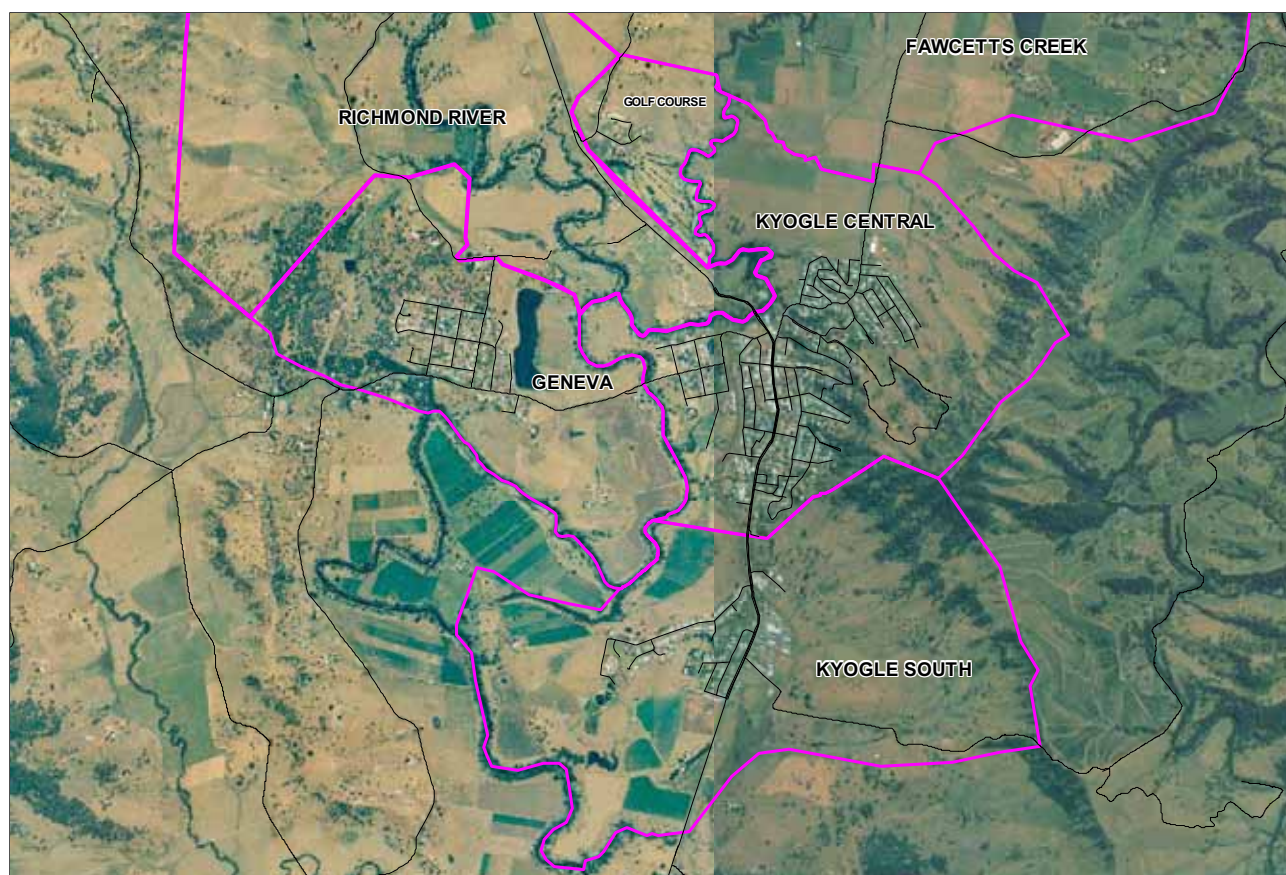 FAWCETTS CREEK
GOLF COURSE
RICHMOND RIVER
KYOGLE CENTRAL
GENEVA
KYOGLE SOUTH